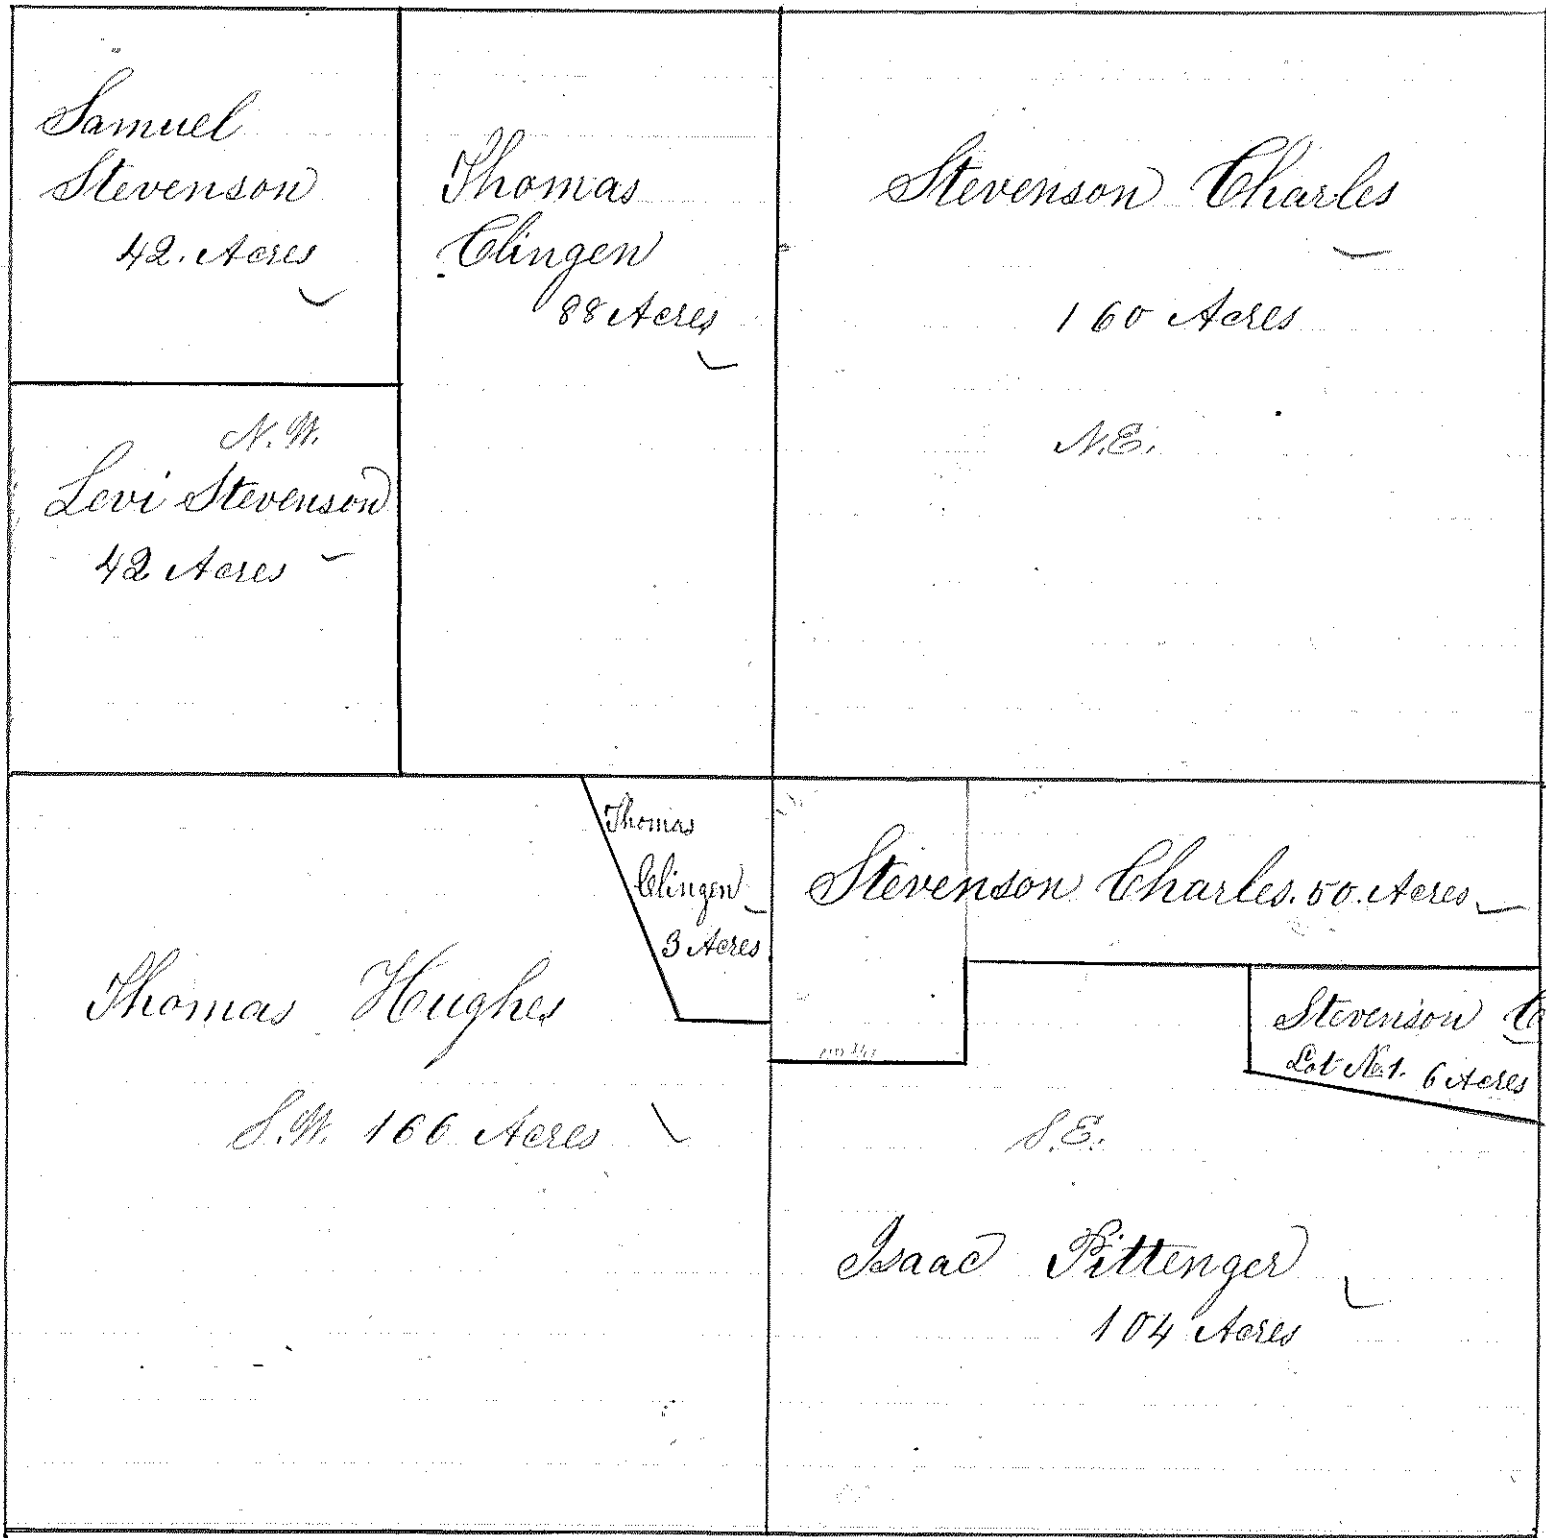 Samuel
Stevenson
42. Acres
Thomas
Clingen
88 Acres
Stevenson Charles
160 Acres
N.E.
N.W.
Levi Stevenson
42 Acres
Thomas
Clingen
3 Acres
Thomas Hughes
S.W. 166 Acres
Stevenson Charles. 50. Acres
Stevenson
Lot No. 1. 6 Acres
S.E.
Isaac Pittenger
104 Acres